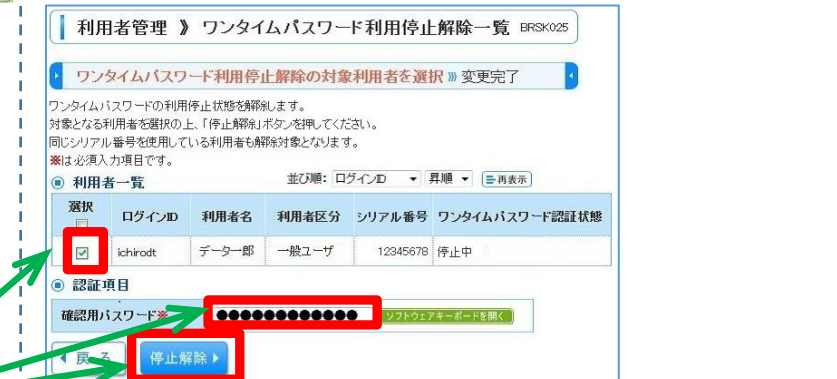 利用者管理 》 ワンタイムパスワード利用停止解除一覧 BRSK025
ワンタイムパスワード利用停止解除の対象利用者を選択 》 変更完了
ワンタイムパスワードの利用停止状態を解除します。
対象となる利用者を選択の上、「停止解除」ボタンを押してください。
同じシリアル番号を使用している利用者も解除対象となります。
※は必須入力項目です。
利用者一覧 並び順: ログインID 昇順 再表示
選択 ログインID 利用者名 利用者区分 シリアル番号 ワンタイムパスワード認証状態
ichirodt データ一郎 一般ユーザ 12345678 停止中
認証項目
確認用パスワード※ ●●●●●●●●●●●● ソフトウェアキーボードを開く
戻る 停止解除